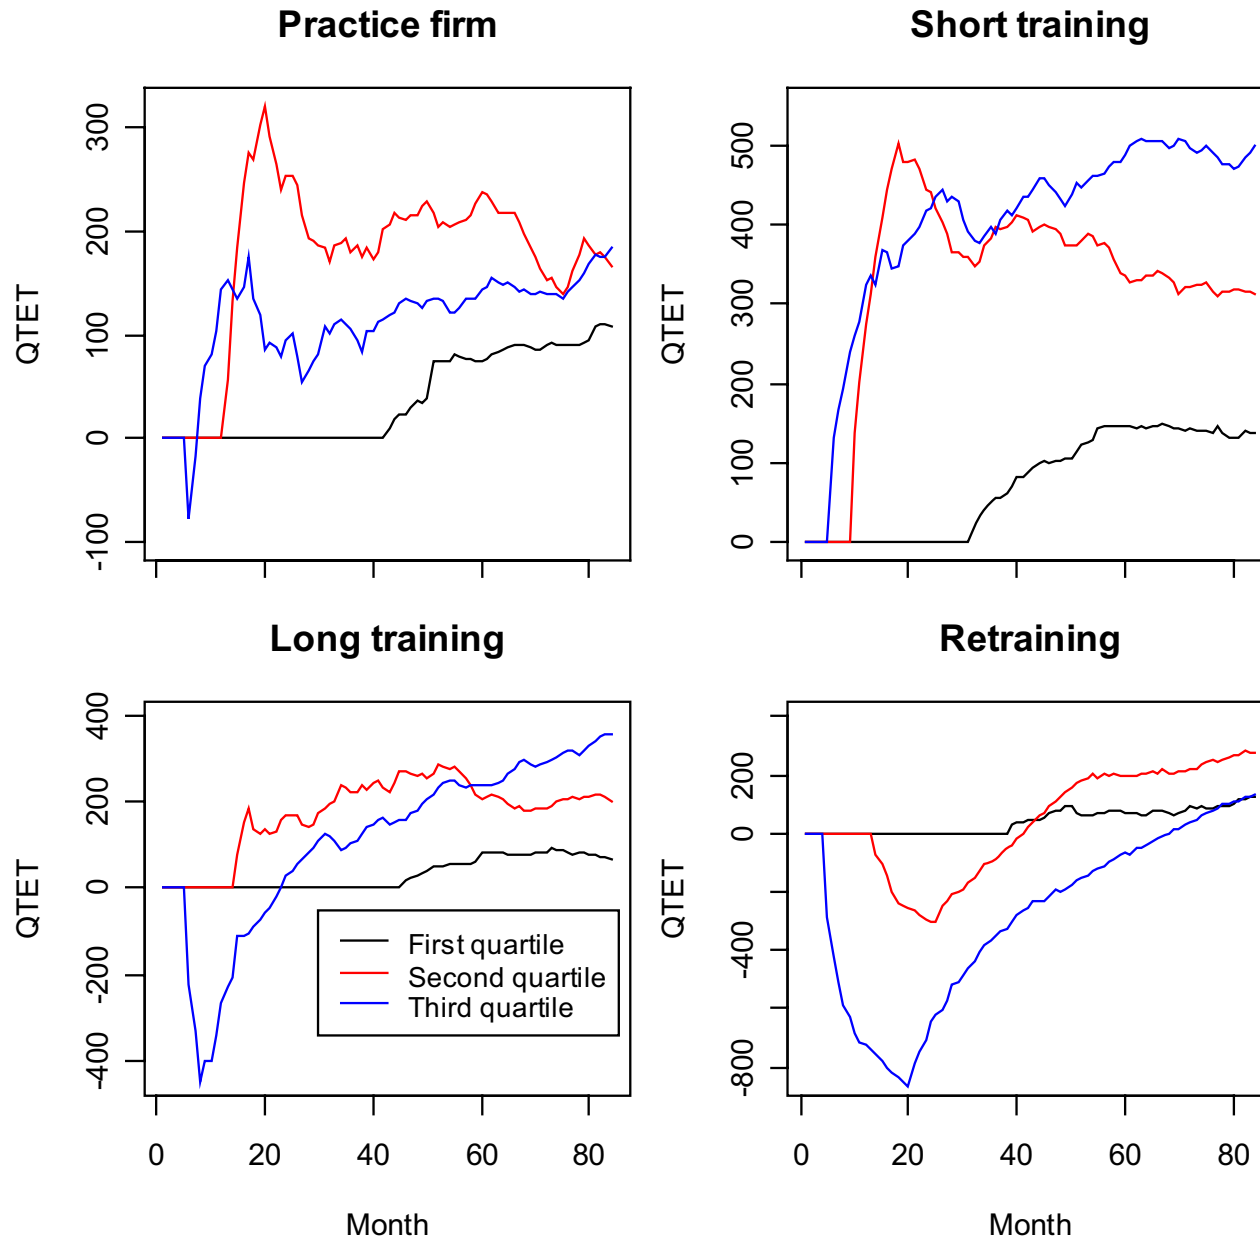 Practice firm
QTET
300
200
100
0
-100
Short training
QTET
500
400
300
200
100
0
Long training
QTET
400
200
0
-200
-400
First quartile
Second quartile
Third quartile
0 20 40 60 80
Month
Retraining
QTET
200
0
-400
-800
0 20 40 60 80
Month